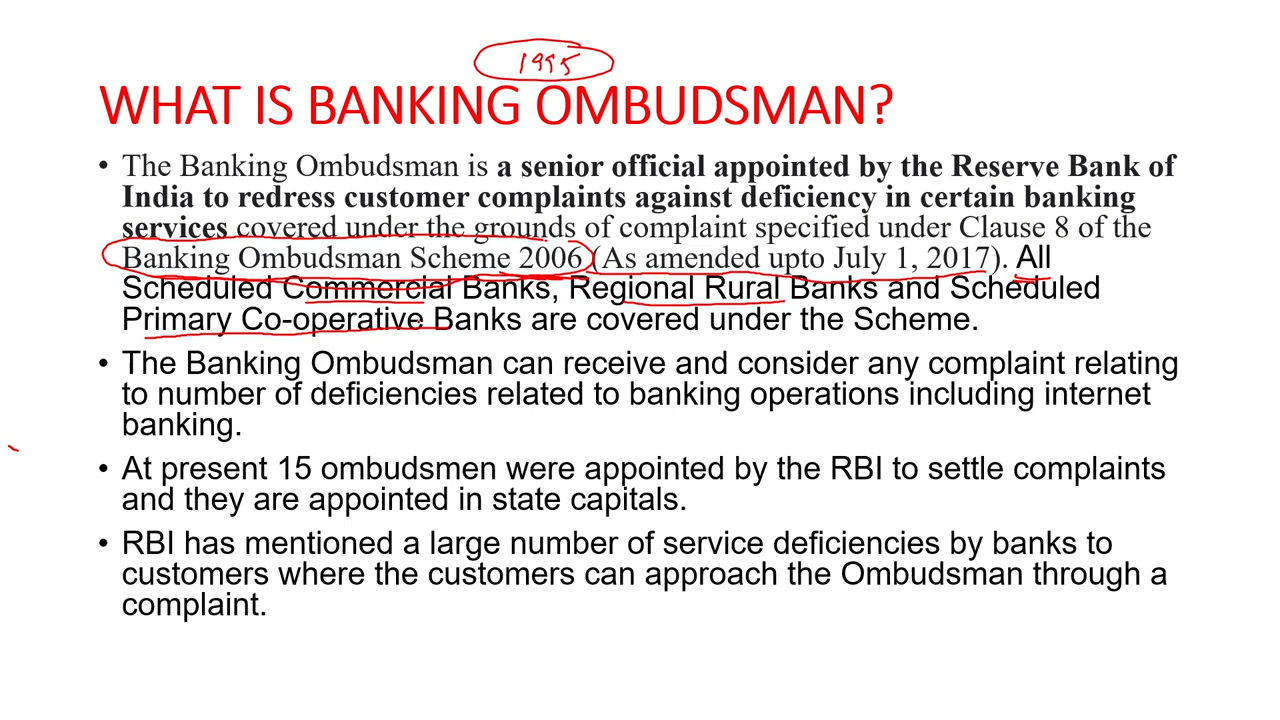 1995
WHAT IS BANKING OMBUDSMAN?
• The Banking Ombudsman is a senior official appointed by the Reserve Bank of
India to redress customer complaints against deficiency in certain banking
services covered under the grounds of complaint specified under Clause 8 of the
Banking Ombudsman Scheme 2006 (As amended upto July 1, 2017). All
Scheduled Commercial Banks, Regional Rural Banks and Scheduled
Primary Co-operative Banks are covered under the Scheme.
• The Banking Ombudsman can receive and consider any complaint relating
to number of deficiencies related to banking operations including internet
banking.
• At present 15 ombudsmen were appointed by the RBI to settle complaints
and they are appointed in state capitals.
• RBI has mentioned a large number of service deficiencies by banks to
customers where the customers can approach the Ombudsman through a
complaint.